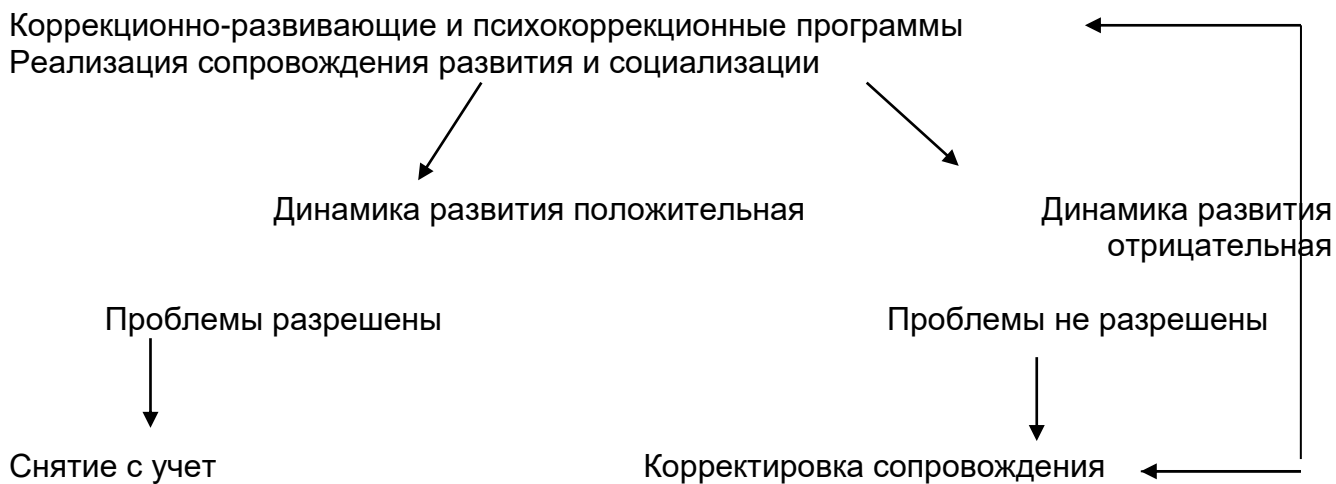 Коррекционно-развивающие и психокоррекционные программы
Реализация сопровождения развития и социализации
Динамика развития положительная
Динамика развития
отрицательная
Проблемы разрешены
Проблемы не разрешены
Снятие с учет
Корректировка сопровождения